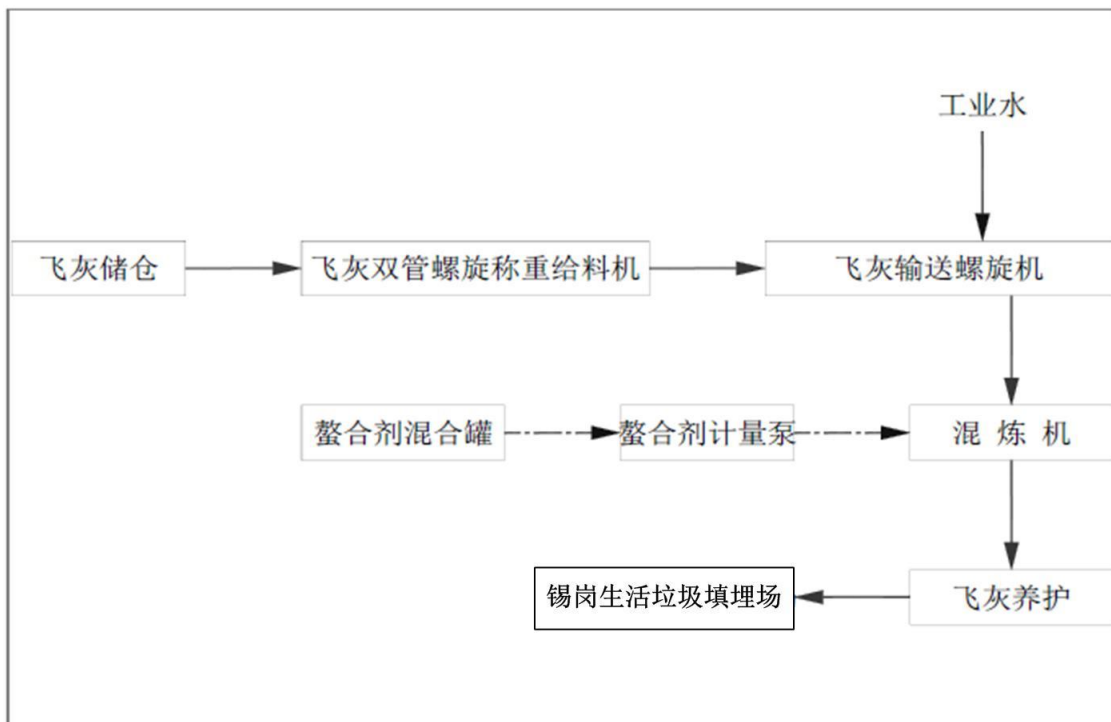 工业水
飞灰储仓
飞灰双管螺旋称重给料机
飞灰输送螺旋机
螯合剂混合罐
螯合剂计量泵
混 炼 机
锡岗生活垃圾填埋场
飞灰养护